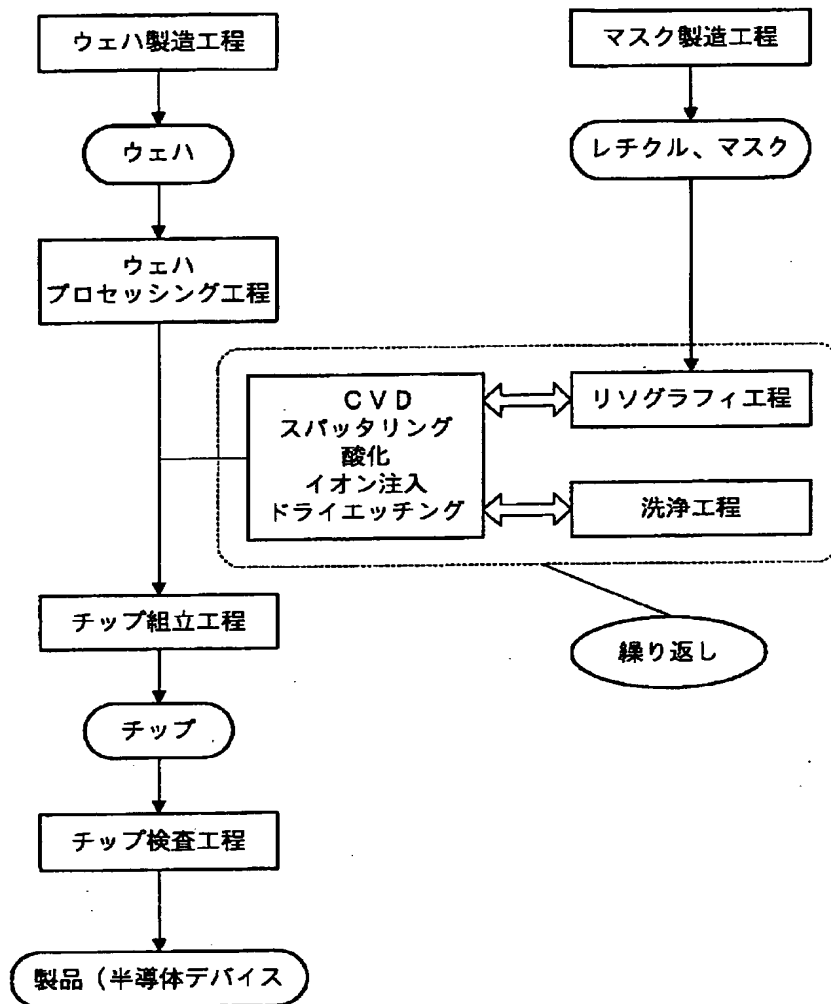 ウェハ製造工程
マスク製造工程
ウェハ
レチクル、マスク
ウェハ
プロセッシング工程
CVD
スパッタリング
酸化
イオン注入
ドライエッチング
リソグラフィ工程
洗浄工程
チップ組立工程
繰り返し
チップ
チップ検査工程
製品（半導体デバイス